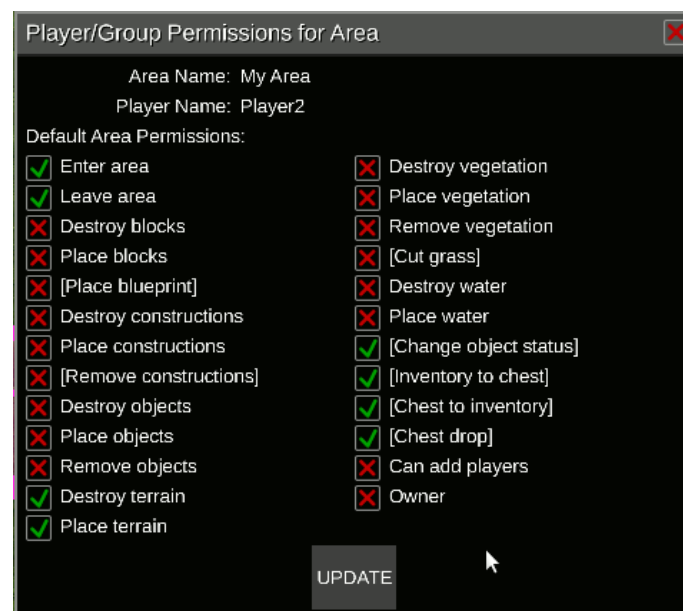 Player/Group Permissions for Area
Area Name: My Area
Player Name: Player2
Default Area Permissions:
Enter area
Leave area
Destroy blocks
Place blocks
[Place blueprint]
Destroy constructions
Place constructions
[Remove constructions]
Destroy objects
Place objects
Remove objects
Destroy terrain
Place terrain
Destroy vegetation
Place vegetation
Remove vegetation
[Cut grass]
Destroy water
Place water
[Change object status]
[Inventory to chest]
[Chest to inventory]
[Chest drop]
Can add players
Owner
UPDATE